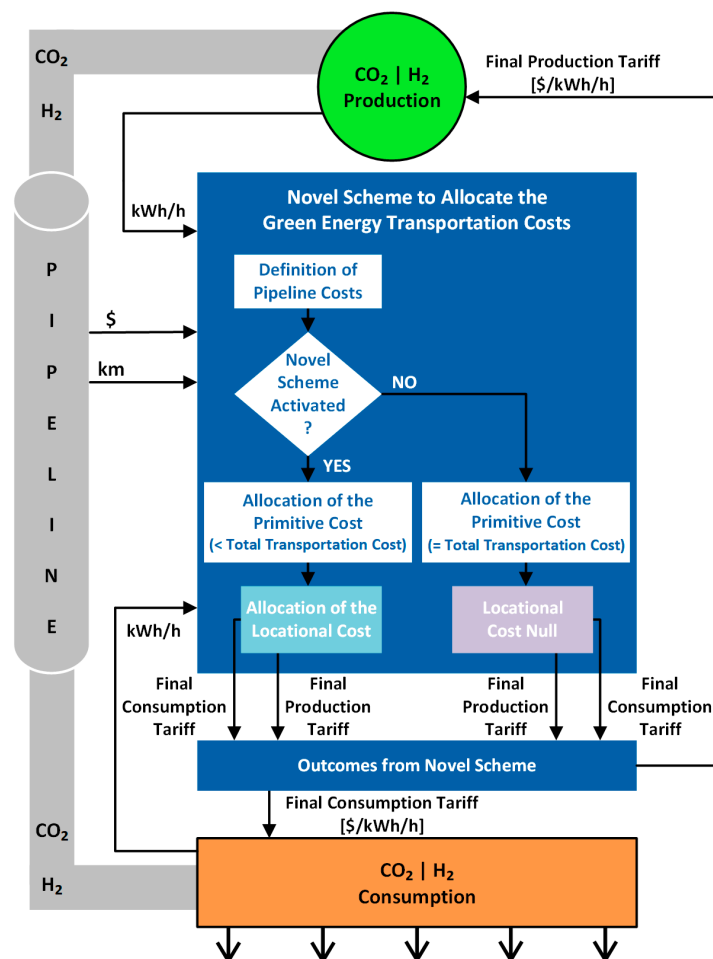 CO₂
H₂
CO₂ | H₂
Production
Final Production Tariff
[$/kWh/h]
kWh/h
Novel Scheme to Allocate the
Green Energy Transportation Costs
Definition of
Pipeline Costs
P
I
P
E
L
I
N
E
$
km
Novel
Scheme
Activated
?
NO
YES
Allocation of the
Primitive Cost
(< Total Transportation Cost)
Allocation of the
Primitive Cost
(= Total Transportation Cost)
Allocation of the
Locational Cost
Locational
Cost Null
kWh/h
Final
Consumption
Tariff
Final
Production
Tariff
Final
Production
Tariff
Final
Consumption
Tariff
Outcomes from Novel Scheme
Final Consumption Tariff
[$/kWh/h]
CO₂
H₂
CO₂ | H₂
Consumption